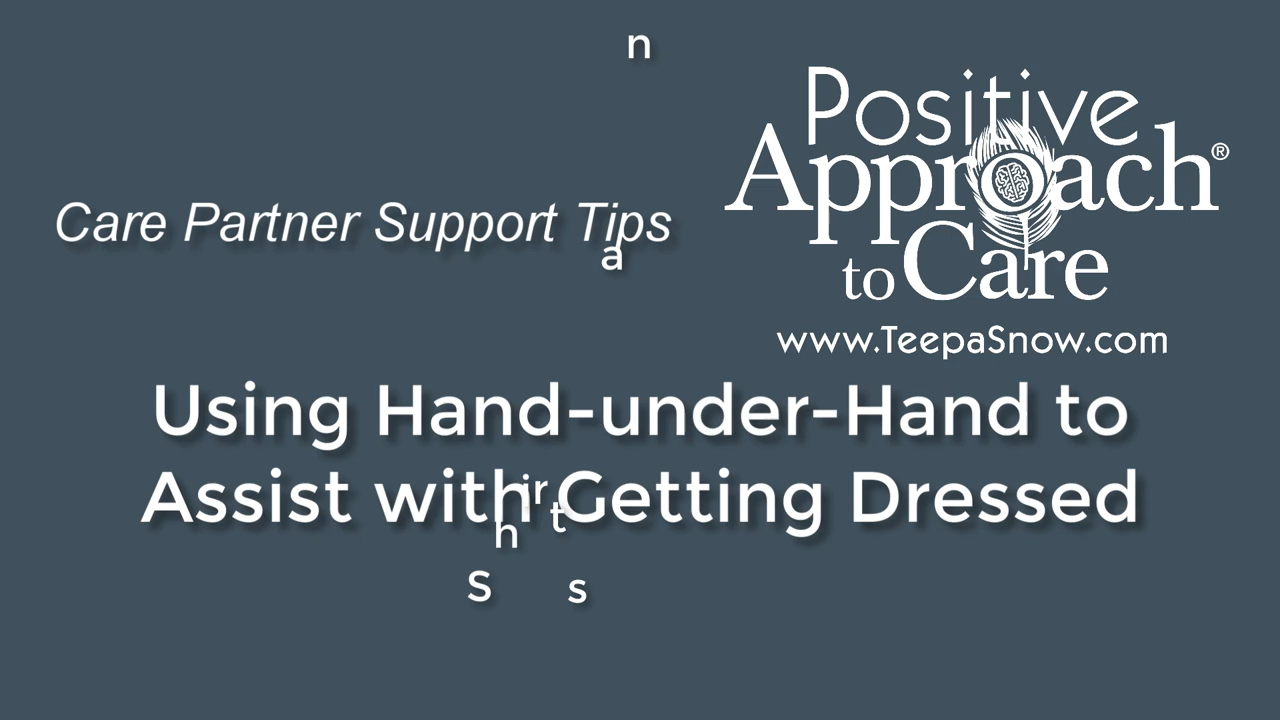 n
Positive
Approach®
to Care
www.TeepaSnow.com
Care Partner Support Tips
a
Using Hand-under-Hand to
Assist with Getting Dressed
h i r t
S s